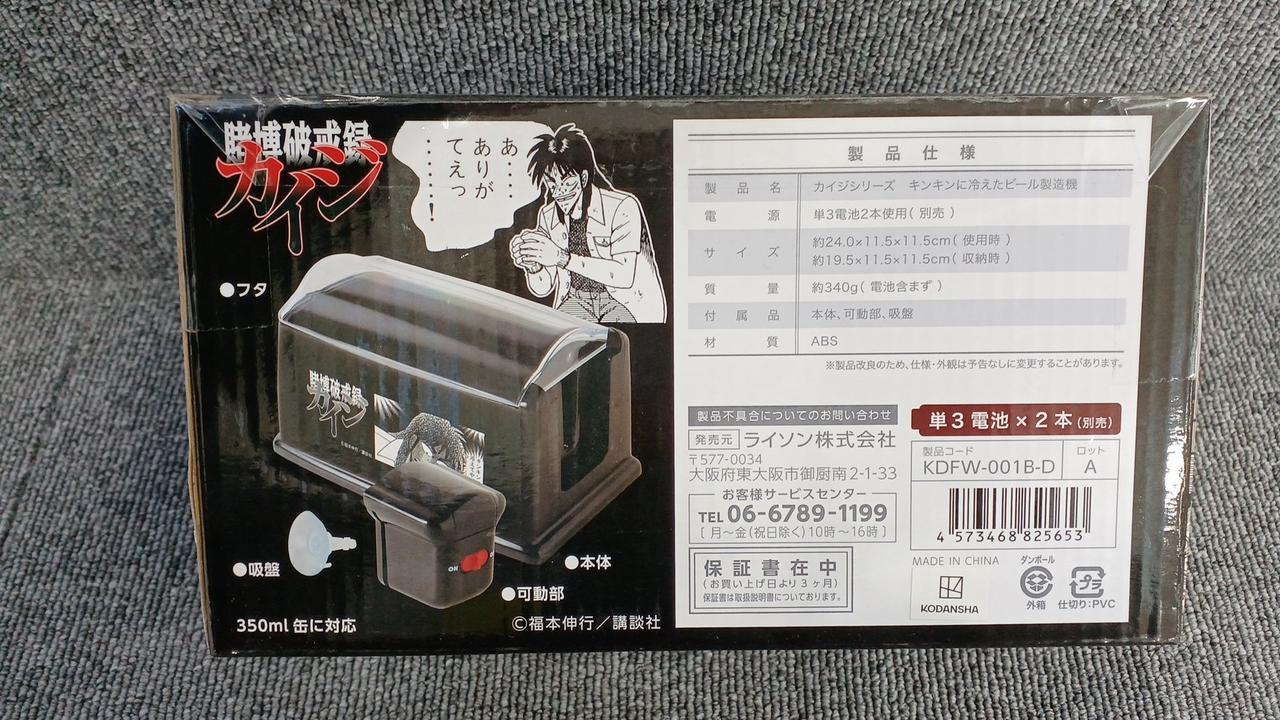 賭博破戒録
カイジ
あ‥‥
ありが
てえっ
‥‥‥!
●フタ
賭博破戒録
カイジ
ON
●吸盤
●本体
●可動部
350ml 缶に対応
©福本伸行／講談社
製品仕様
製品名 カイジシリーズ キンキンに冷えたビール製造機
電源 単3電池2本使用( 別売 )
サイズ 約24.0×11.5×11.5cm( 使用時 )
約19.5×11.5×11.5cm( 収納時 )
質量 約340g( 電池含まず )
付属品 本体、可動部、吸盤
材質 ABS
※製品改良のため、仕様・外観は予告なしに変更することがあります。
製品不具合についてのお問い合わせ
発売元 ライソン株式会社
〒577-0034
大阪府東大阪市御厨南2-1-33
お客様サービスセンター
TEL 06-6789-1199
[ 月～金(祝日除く)10時～16時 ]
保証書在中
(お買い上げ日より3ヶ月)
保証書は取扱説明書についております。
単3電池×2本(別売)
製品コード
KDFW-001B-D
ロット
A
4 573468 825653
MADE IN CHINA
KODANSHA
ダンボール
外箱
プラ
仕切り:PVC